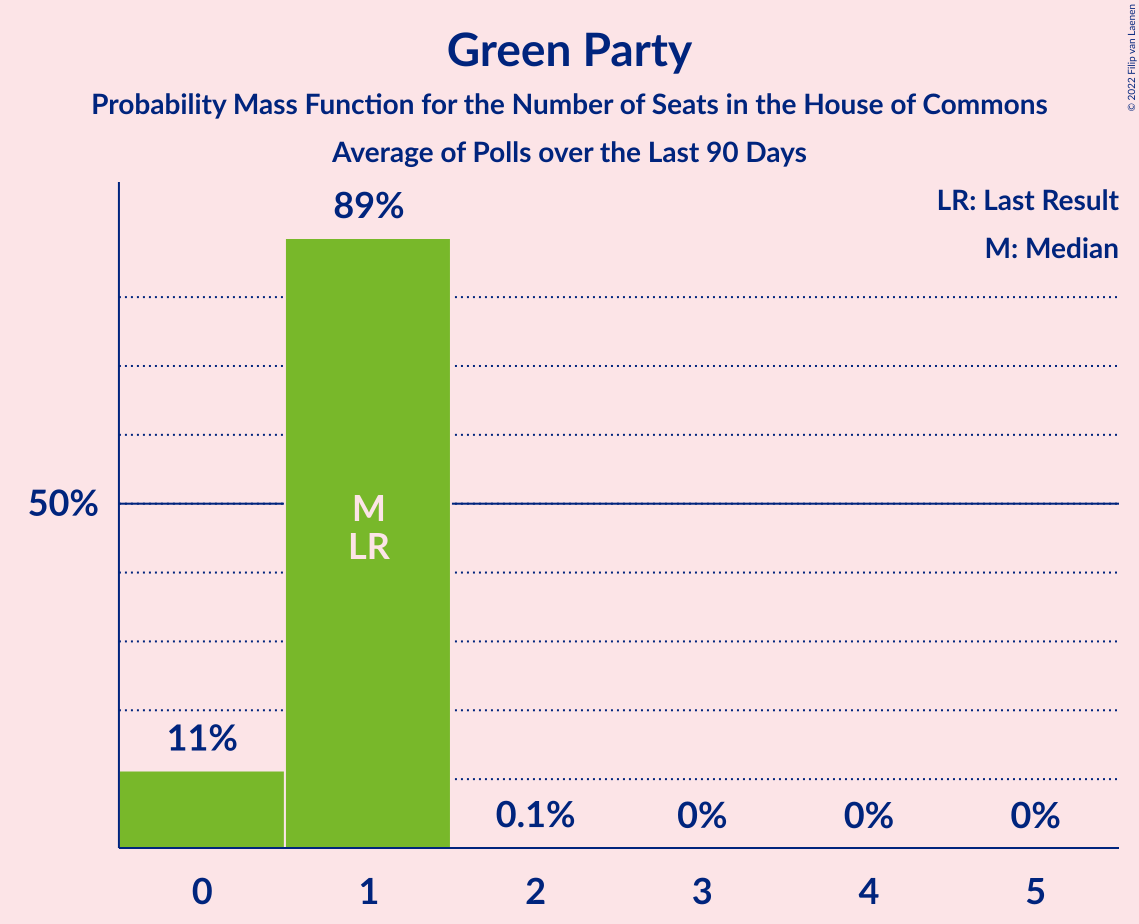 Green Party
Probability Mass Function for the Number of Seats in the House of Commons
Average of Polls over the Last 90 Days
© 2022 Filip van Laenen
LR: Last Result
M: Median
89%
50%
M
LR
11%
0.1%
0%
0%
0%
0
1
2
3
4
5